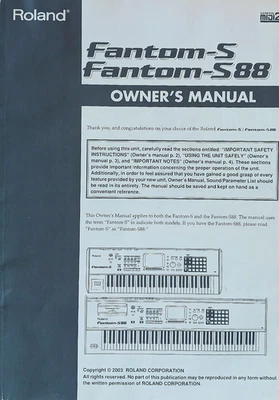 Roland
GENERAL
MIDI2
Fantom-S
Fantom-S88
OWNER'S MANUAL
Thank you, and congratulations on your choice of the Roland Fantom-S / Fantom-S88.
Before using this unit, carefully read the sections entitled: "IMPORTANT SAFETY
INSTRUCTIONS" (Owner's manual p. 2), "USING THE UNIT SAFELY" (Owner's
manual p. 3), and "IMPORTANT NOTES" (Owner's manual p. 4). These sections
provide important information concerning the proper operation of the unit.
Additionally, in order to feel assured that you have gained a good grasp of every
feature provided by your new unit, Owner's Manual, Sound/Parameter List should
be read in its entirety. The manual should be saved and kept on hand as a
convenient reference.
This Owner's Manual applies to both the Fantom-S and the Fantom-S88. The manual uses
the term "Fantom-S" to indicate both models. If you have the Fantom-S88, please read
"Fantom-S" as "Fantom-S88."
Roland
Fantom-S
Roland
Fantom-S88
Copyright © 2003 ROLAND CORPORATION
All rights reserved. No part of this publication may be reproduced in any form without
the written permission of ROLAND CORPORATION.